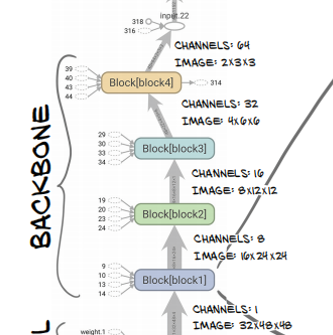 input.22
318
316
CHANNELS: 64
IMAGE: 2X3X3
39
40
43
44
Block[block4]
314
CHANNELS: 32
IMAGE: 4X6X6
29
30
33
34
Block[block3]
CHANNELS: 16
IMAGE: 8X12X12
19
20
23
24
Block[block2]
CHANNELS: 8
IMAGE: 16X24X24
9
10
13
14
Block[block1]
CHANNELS: 1
IMAGE: 32X48X48
BACKBONE
weight.1